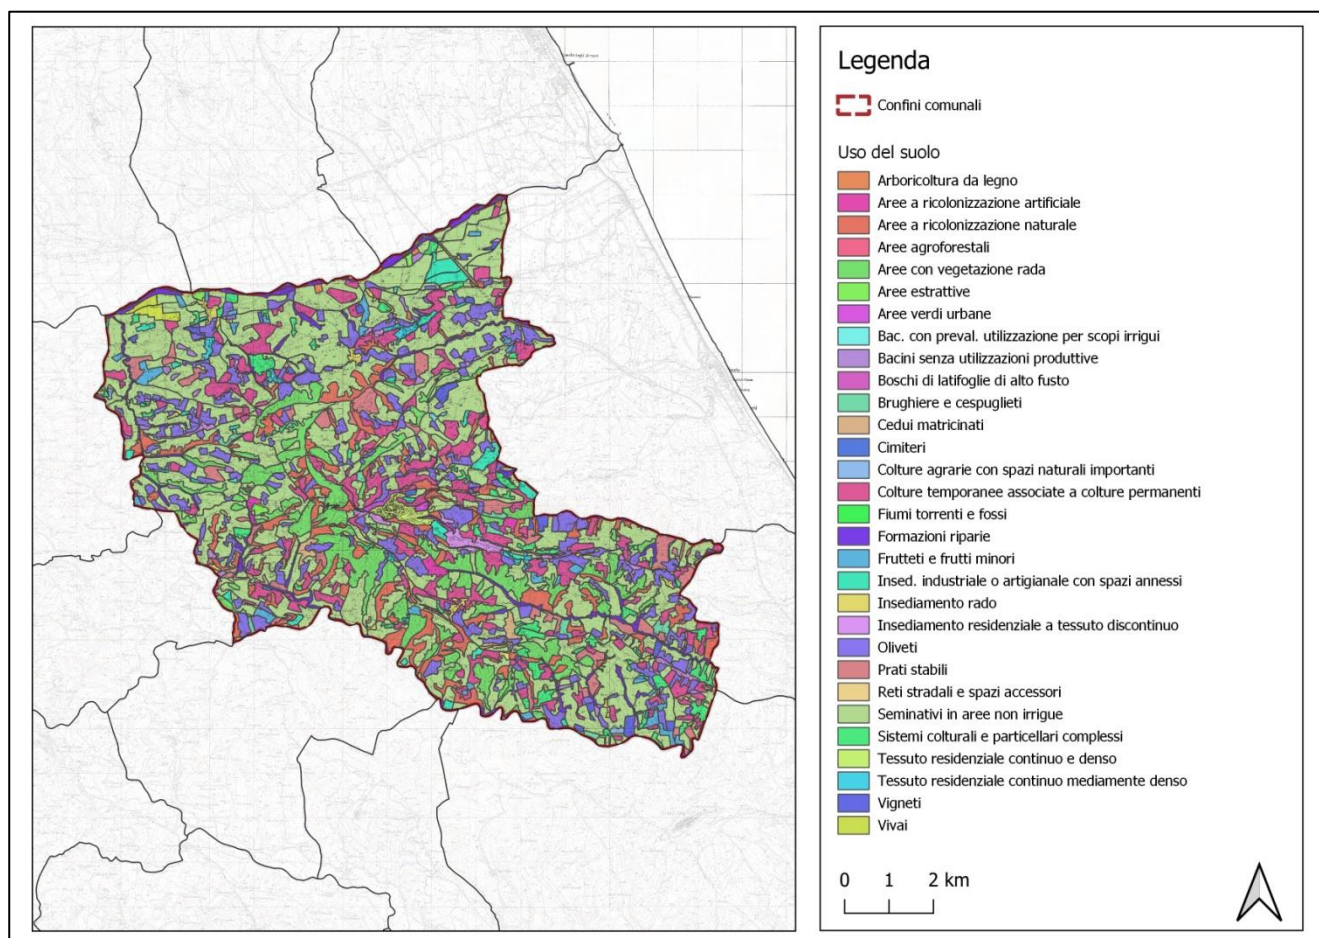 Legenda
Confini comunali
Uso del suolo
Arboricoltura da legno
Aree a ricolonizzazione artificiale
Aree a ricolonizzazione naturale
Aree agroforestali
Aree con vegetazione rada
Aree estrattive
Aree verdi urbane
Bac. con preval. utilizzazione per scopi irrigui
Bacini senza utilizzazioni produttive
Boschi di latifoglie di alto fusto
Brughiere e cespuglieti
Cedui matricinati
Cimiteri
Colture agrarie con spazi naturali importanti
Colture temporanee associate a colture permanenti
Fiumi torrenti e fossi
Formazioni riparie
Frutteti e frutti minori
Insed. industriale o artigianale con spazi annessi
Insediamento rado
Insediamento residenziale a tessuto discontinuo
Oliveti
Prati stabili
Reti stradali e spazi accessori
Seminativi in aree non irrigue
Sistemi colturali e particellari complessi
Tessuto residenziale continuo e denso
Tessuto residenziale continuo mediamente denso
Vigneti
Vivai
0 1 2 km